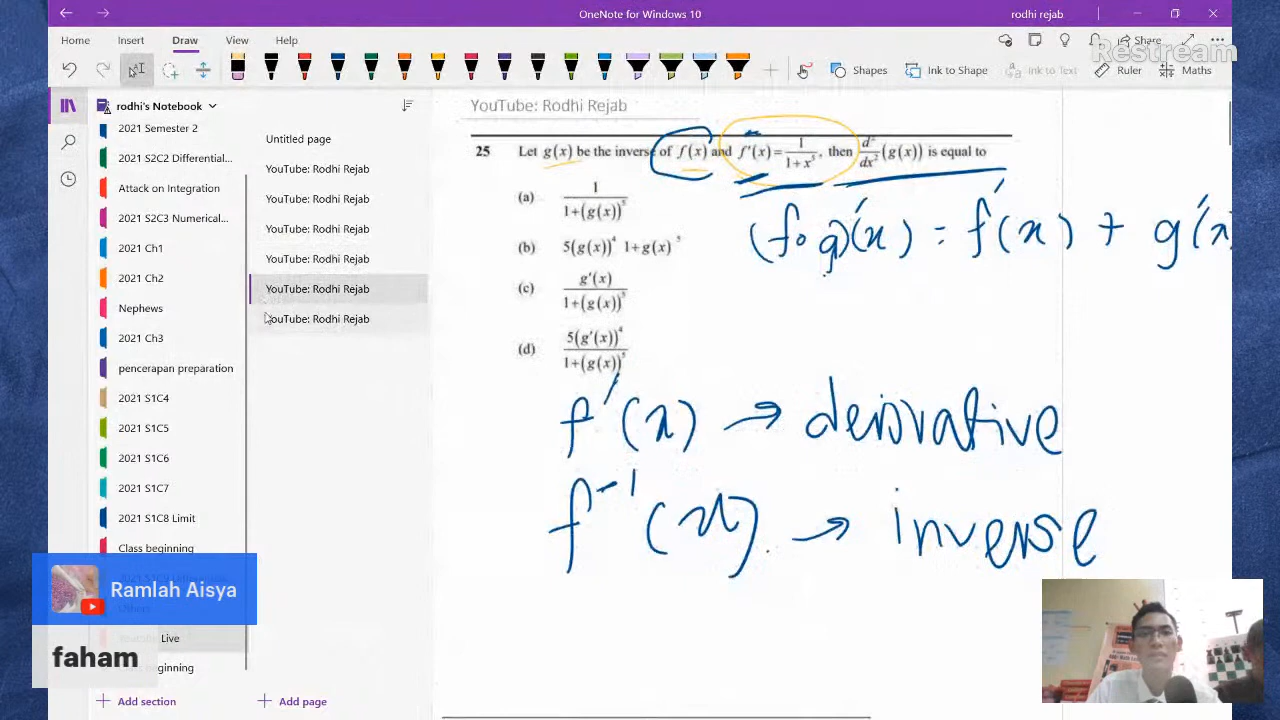 OneNote for Windows 10
rodhi rejab
Home Insert Draw View Help
Share
Restream
Shapes Ink to Shape Ink to Text Ruler Maths
rodhi's Notebook
2021 Semester 2
2021 S2C2 Differential...
Attack on Integration
2021 S2C3 Numerical...
2021 Ch1
2021 Ch2
Nephews
2021 Ch3
pencerapan preparation
2021 S1C4
2021 S1C5
2021 S1C6
2021 S1C7
2021 S1C8 Limit
Class beginning
Live
beginning
Add section
Untitled page
YouTube: Rodhi Rejab
YouTube: Rodhi Rejab
YouTube: Rodhi Rejab
YouTube: Rodhi Rejab
YouTube: Rodhi Rejab
YouTube: Rodhi Rejab
Add page
YouTube: Rodhi Rejab
25 Let g(x) be the inverse of f(x) and f'(x) = 1/(1+x⁵), then d²/dx² (g(x)) is equal to
(a) 1/(1+(g(x))⁵)
(b) 5(g(x))⁴ 1+g(x) ⁵
(c) g'(x)/(1+(g(x))⁵)
(d) 5(g'(x))⁴/(1+(g(x))⁵)
(f∘g)'(x) = f'(x) + g'(x
f'(x) → derivative
f⁻¹(x) → inverse
Ramlah Aisya
faham